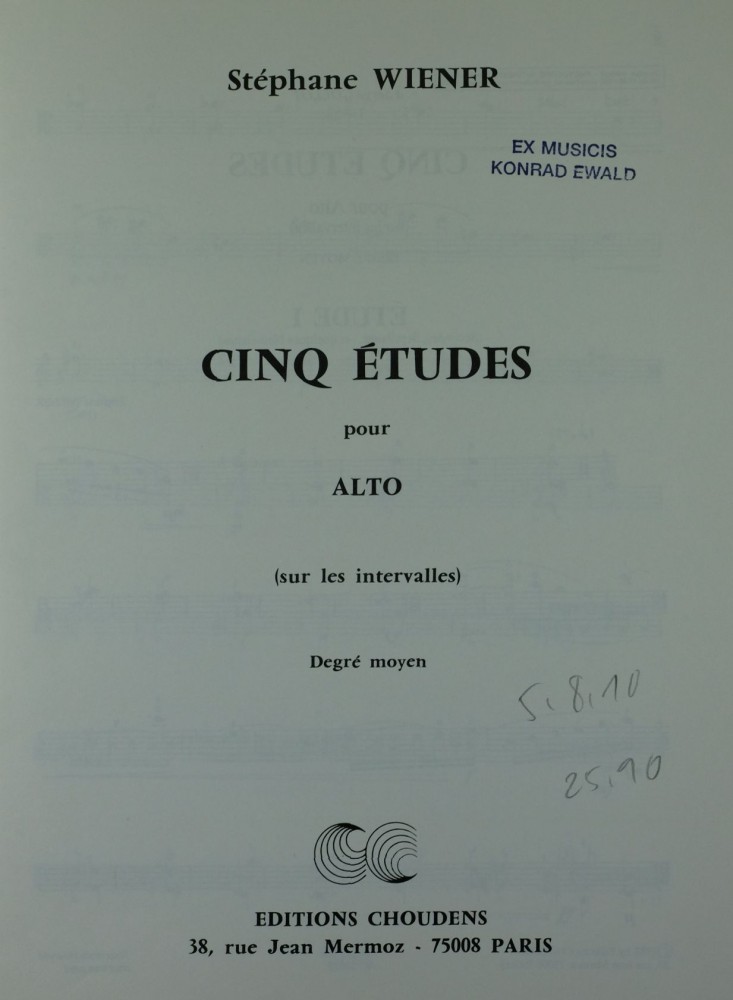 Stéphane WIENER
EX MUSICIS
KONRAD EWALD
CINQ ÉTUDES
pour
ALTO
(sur les intervalles)
Degré moyen
5.8.10
25.90
EDITIONS CHOUDENS
38, rue Jean Mermoz - 75008 PARIS